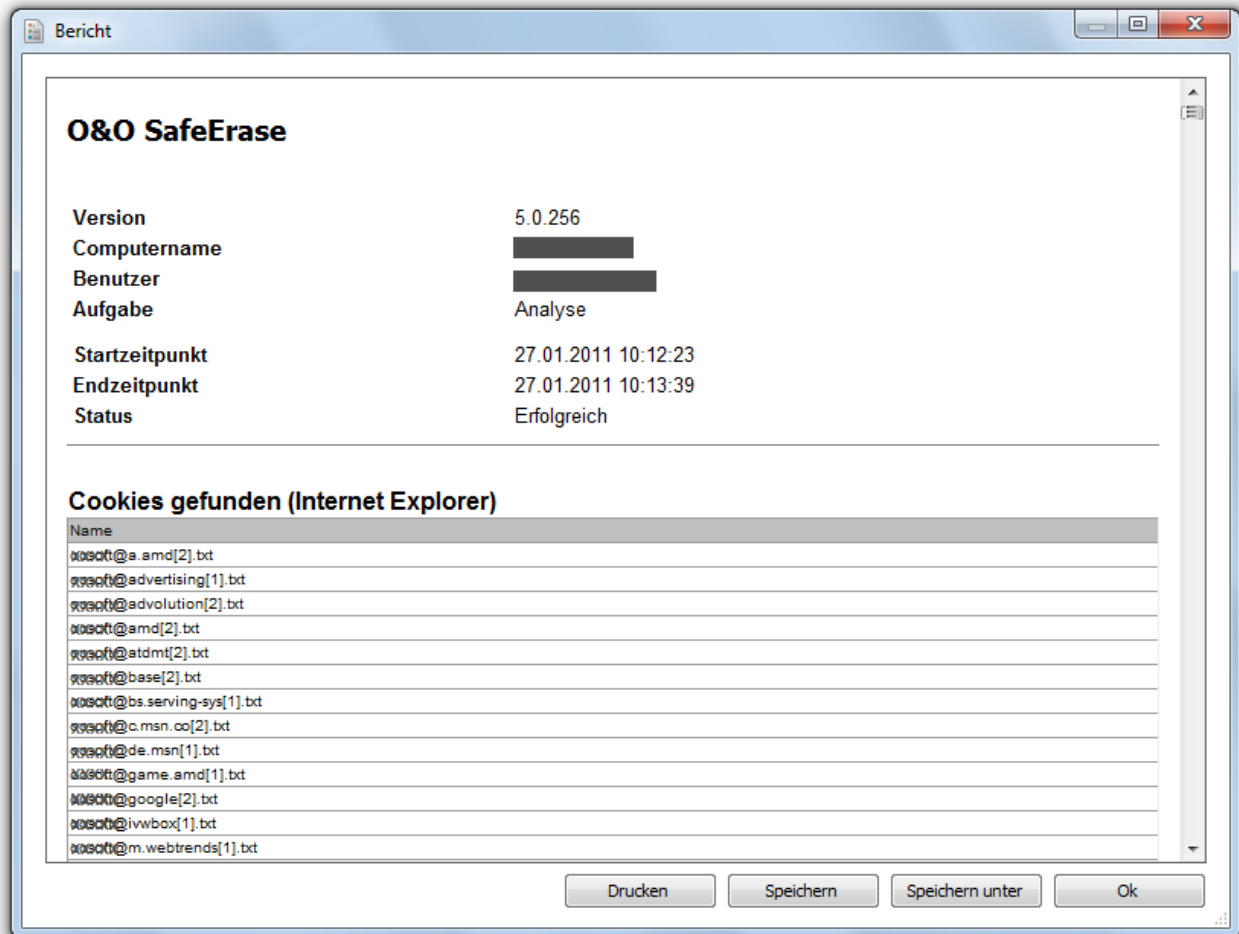 Bericht
O&O SafeErase
Version 5.0.256
Computername
Benutzer
Aufgabe Analyse
Startzeitpunkt 27.01.2011 10:12:23
Endzeitpunkt 27.01.2011 10:13:39
Status Erfolgreich
Cookies gefunden (Internet Explorer)
Name
@a.amd[2].txt
@advertising[1].txt
@advolution[2].txt
@amd[2].txt
@atdmt[2].txt
@base[2].txt
@bs.serving-sys[1].txt
@c.msn.co[2].txt
@de.msn[1].txt
@game.amd[1].txt
@google[2].txt
@ivwbox[1].txt
@m.webtrends[1].txt
Drucken Speichern Speichern unter Ok